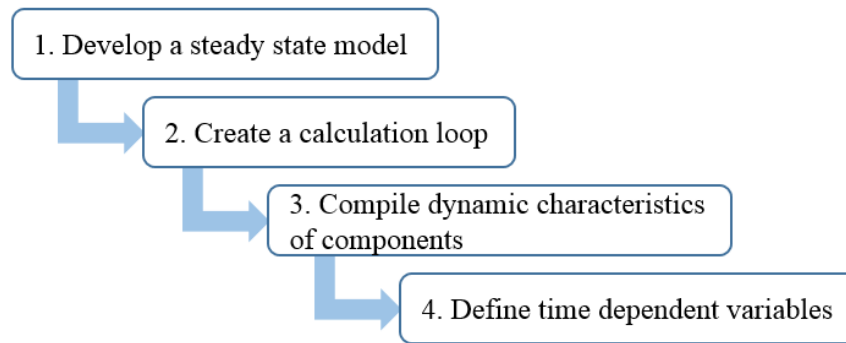 1. Develop a steady state model
2. Create a calculation loop
3. Compile dynamic characteristics
of components
4. Define time dependent variables